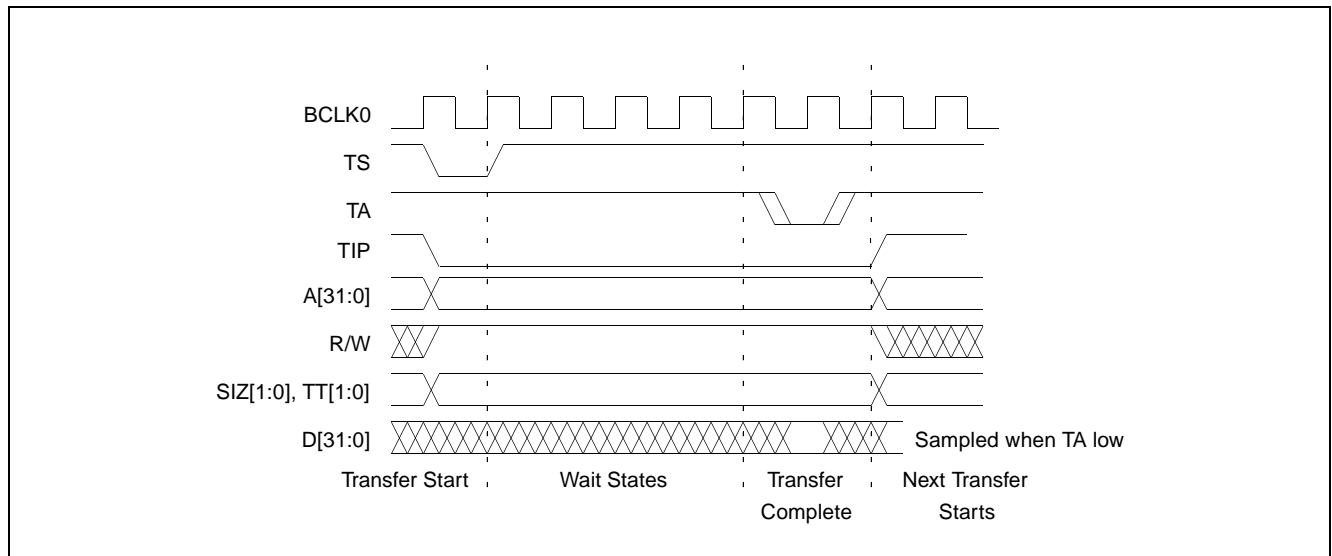 BCLK0
TS
TA
TIP
A[31:0]
R/W
SIZ[1:0], TT[1:0]
D[31:0]
Sampled when TA low
Transfer Start
Wait States
Transfer
Complete
Next Transfer
Starts